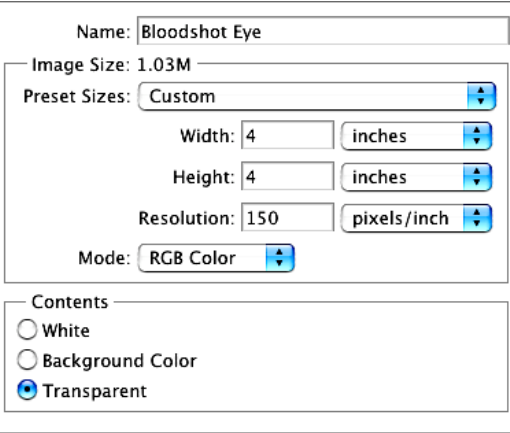 Name: Bloodshot Eye
Image Size: 1.03M
Preset Sizes: Custom
Width: 4 inches
Height: 4 inches
Resolution: 150 pixels/inch
Mode: RGB Color
Contents
White
Background Color
Transparent